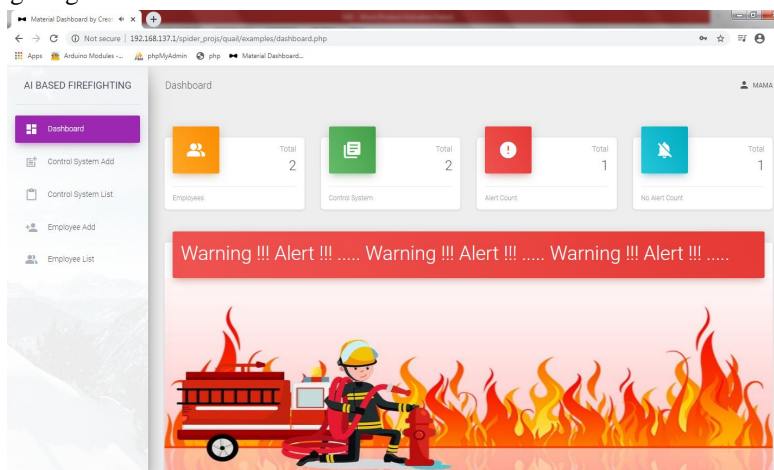 Material Dashboard by Creat
Not secure | 192.168.137.1/spider_projs/quail/examples/dashboard.php
Apps Arduino Modules -... phpMyAdmin php Material Dashboard...
AI BASED FIREFIGHTING
Dashboard
MAMA
Dashboard
Control System Add
Control System List
Employee Add
Employee List
Total
2
Employees
Total
2
Control System
Total
1
Alert Count
Total
1
No Alert Count
Warning !!! Alert !!! ..... Warning !!! Alert !!! ..... Warning !!! Alert !!! .....